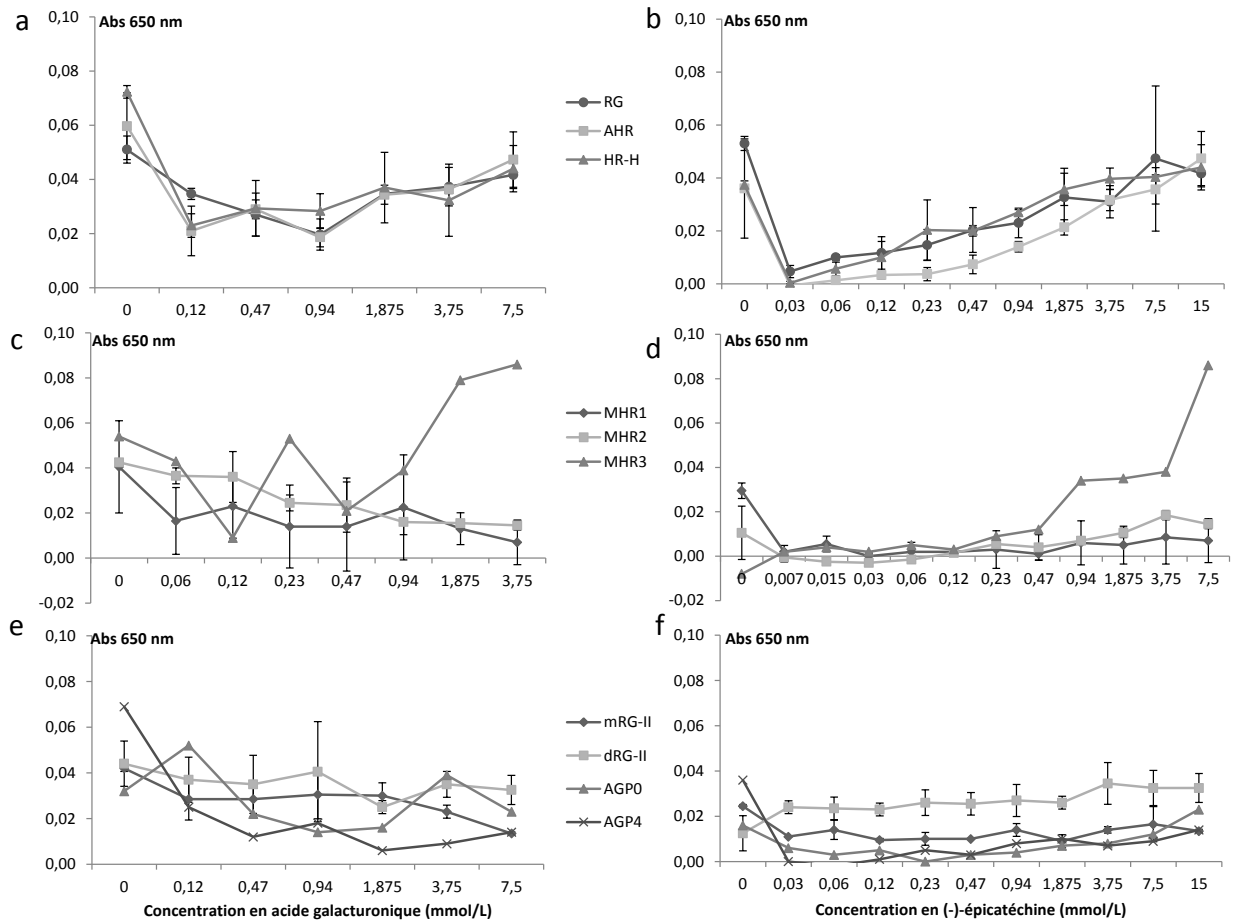 a
Abs 650 nm
0,10
0,08
0,06
0,04
0,02
0,00
0 0,12 0,47 0,94 1,875 3,75 7,5
RG
AHR
HR-H
b
Abs 650 nm
0,10
0,08
0,06
0,04
0,02
0,00
0 0,03 0,06 0,12 0,23 0,47 0,94 1,875 3,75 7,5 15
c
Abs 650 nm
0,10
0,08
0,06
0,04
0,02
0,00
-0,02
0 0,06 0,12 0,23 0,47 0,94 1,875 3,75
MHR1
MHR2
MHR3
d
Abs 650 nm
0,10
0,08
0,06
0,04
0,02
0,00
-0,02
0 0,007 0,015 0,03 0,06 0,12 0,23 0,47 0,94 1,875 3,75 7,5
e
Abs 650 nm
0,10
0,08
0,06
0,04
0,02
0,00
0 0,12 0,47 0,94 1,875 3,75 7,5
Concentration en acide galacturonique (mmol/L)
mRG-II
dRG-II
AGP0
AGP4
f
Abs 650 nm
0,10
0,08
0,06
0,04
0,02
0,00
0 0,03 0,06 0,12 0,23 0,47 0,94 1,875 3,75 7,5 15
Concentration en (-)-épicatéchine (mmol/L)